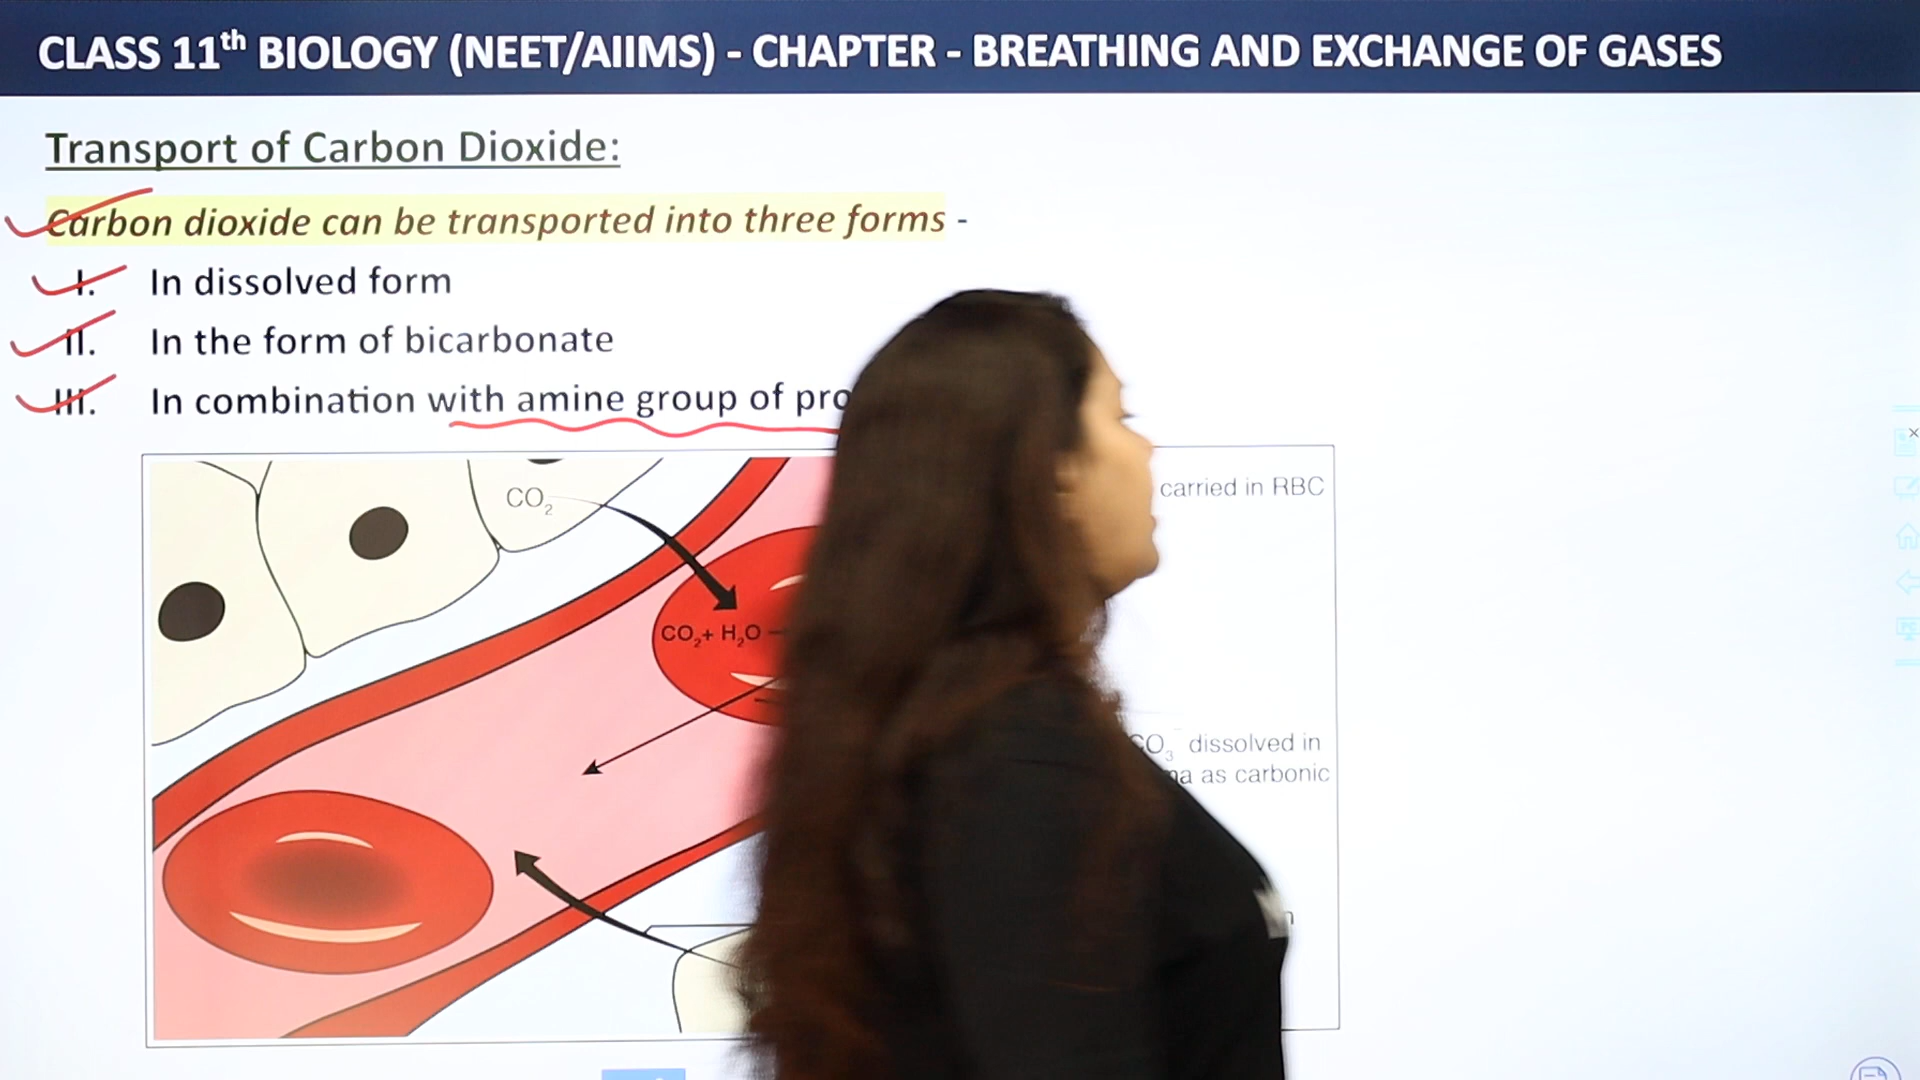 CLASS 11th BIOLOGY (NEET/AIIMS) - CHAPTER - BREATHING AND EXCHANGE OF GASES
Transport of Carbon Dioxide:
Carbon dioxide can be transported into three forms -
I. In dissolved form
II. In the form of bicarbonate
III. In combination with amine group of pro
CO2
carried in RBC
CO2+ H2O
CO3- dissolved in
as carbonic